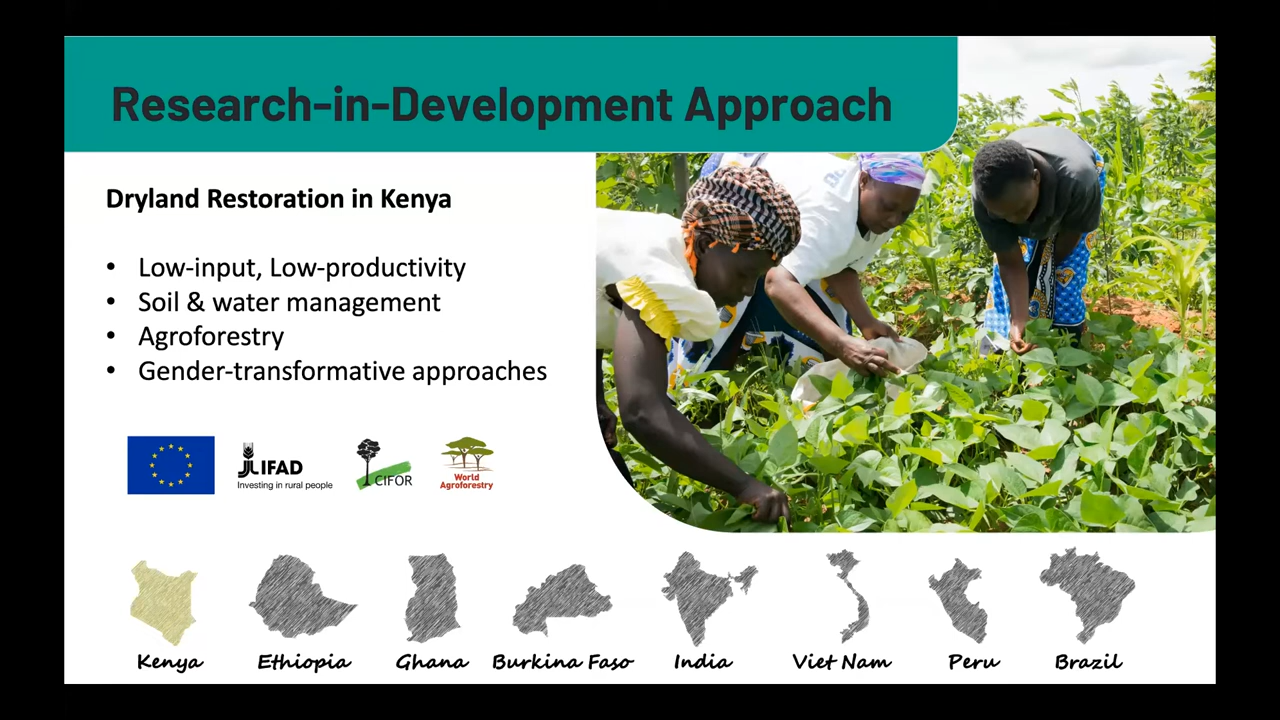 Research-in-Development Approach
Dryland Restoration in Kenya
• Low-input, Low-productivity
• Soil & water management
• Agroforestry
• Gender-transformative approaches
IFAD
Investing in rural people
CIFOR
World
Agroforestry
Kenya
Ethiopia
Ghana
Burkina Faso
India
Viet Nam
Peru
Brazil